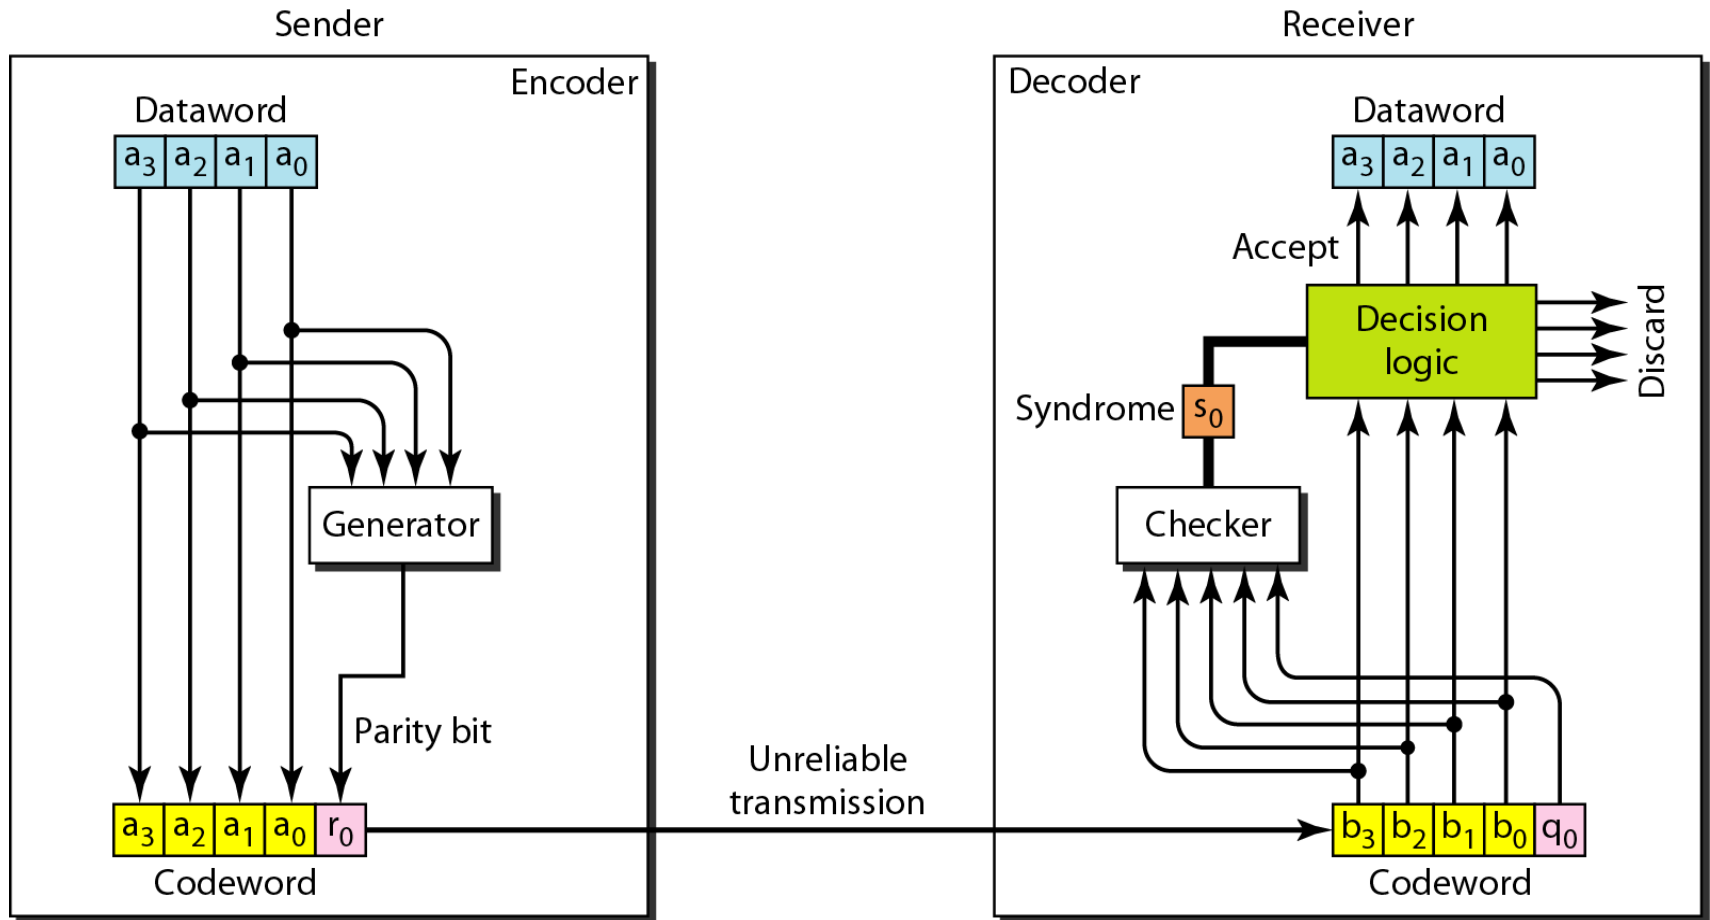 Sender
Receiver
Encoder
Decoder
Dataword
a₃ a₂ a₁ a₀
Dataword
a₃ a₂ a₁ a₀
Accept
Decision
logic
Discard
Syndrome
s₀
Generator
Checker
Parity bit
Unreliable
transmission
a₃ a₂ a₁ a₀ r₀
b₃ b₂ b₁ b₀ q₀
Codeword
Codeword